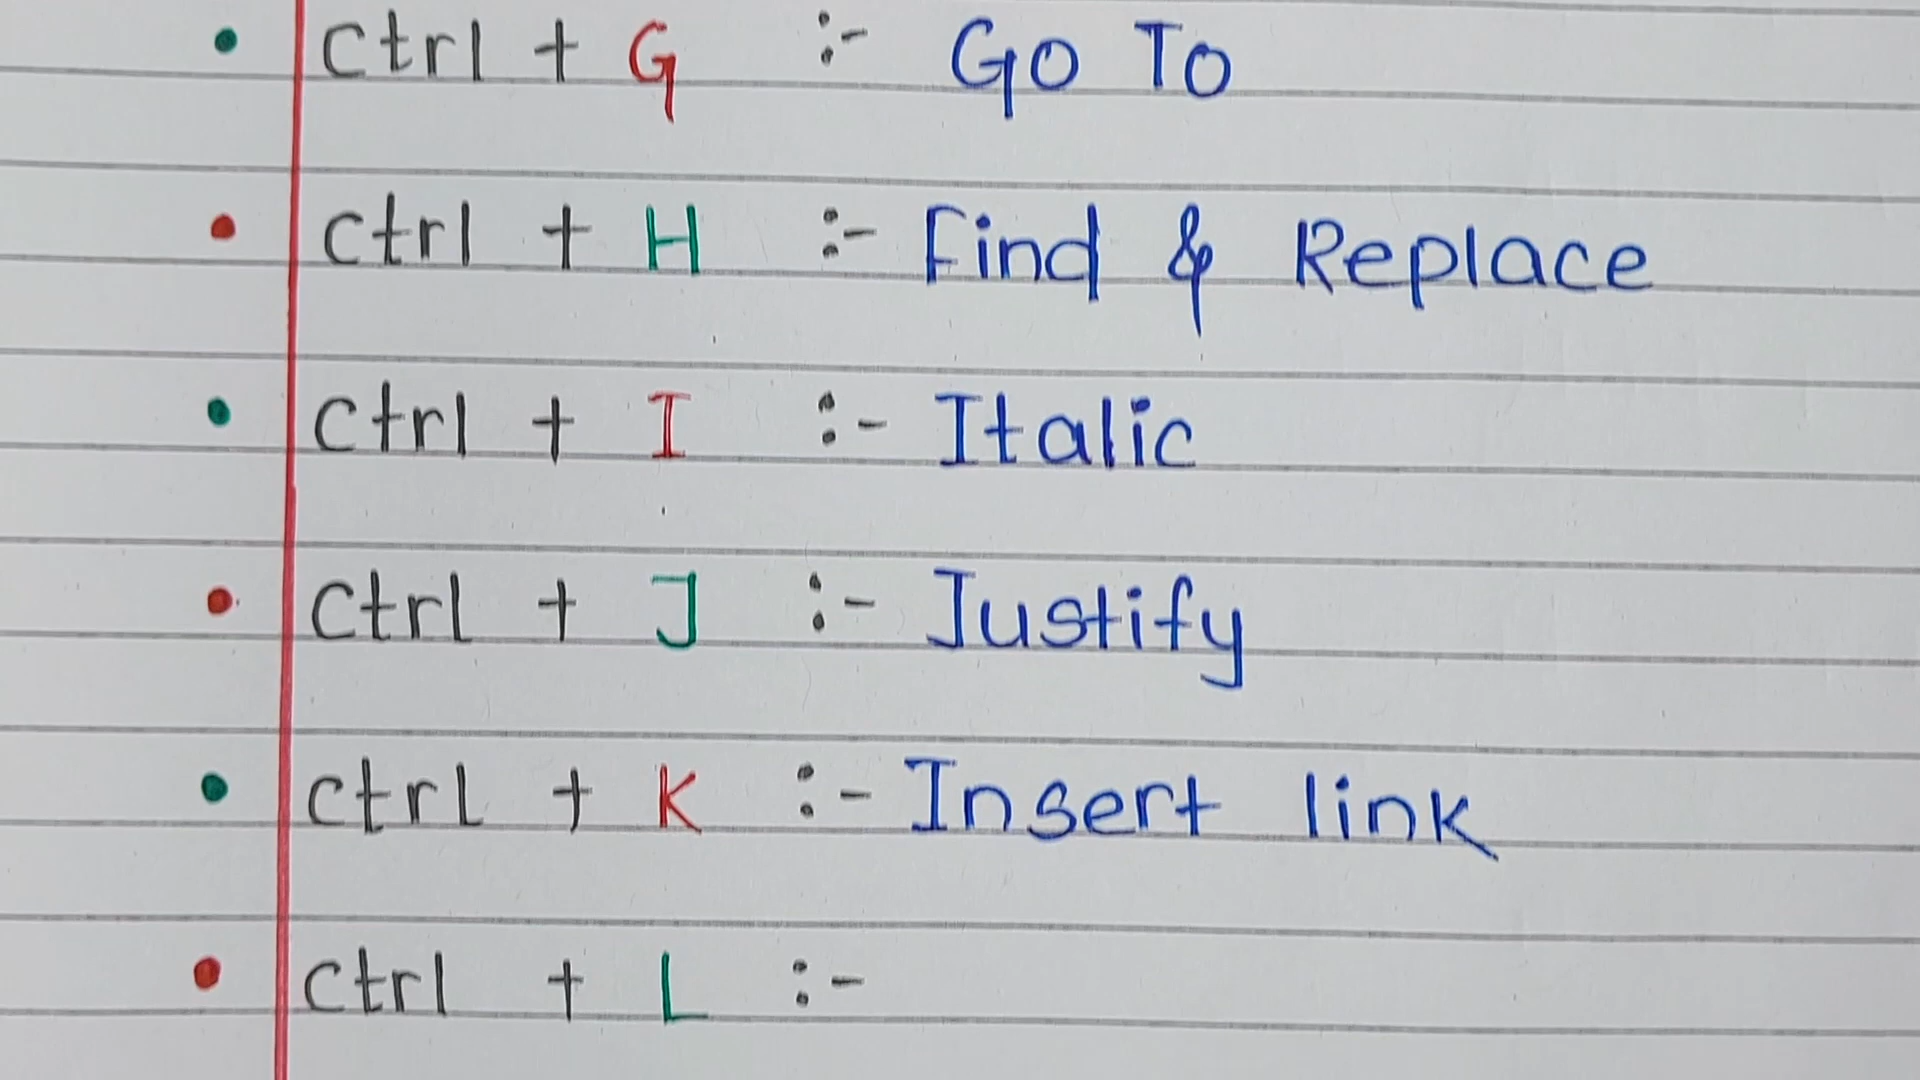 • Ctrl + G :- Go To
• Ctrl + H :- Find & Replace
• Ctrl + I :- Italic
• Ctrl + J :- Justify
• Ctrl + K :- Insert link
• Ctrl + L :-